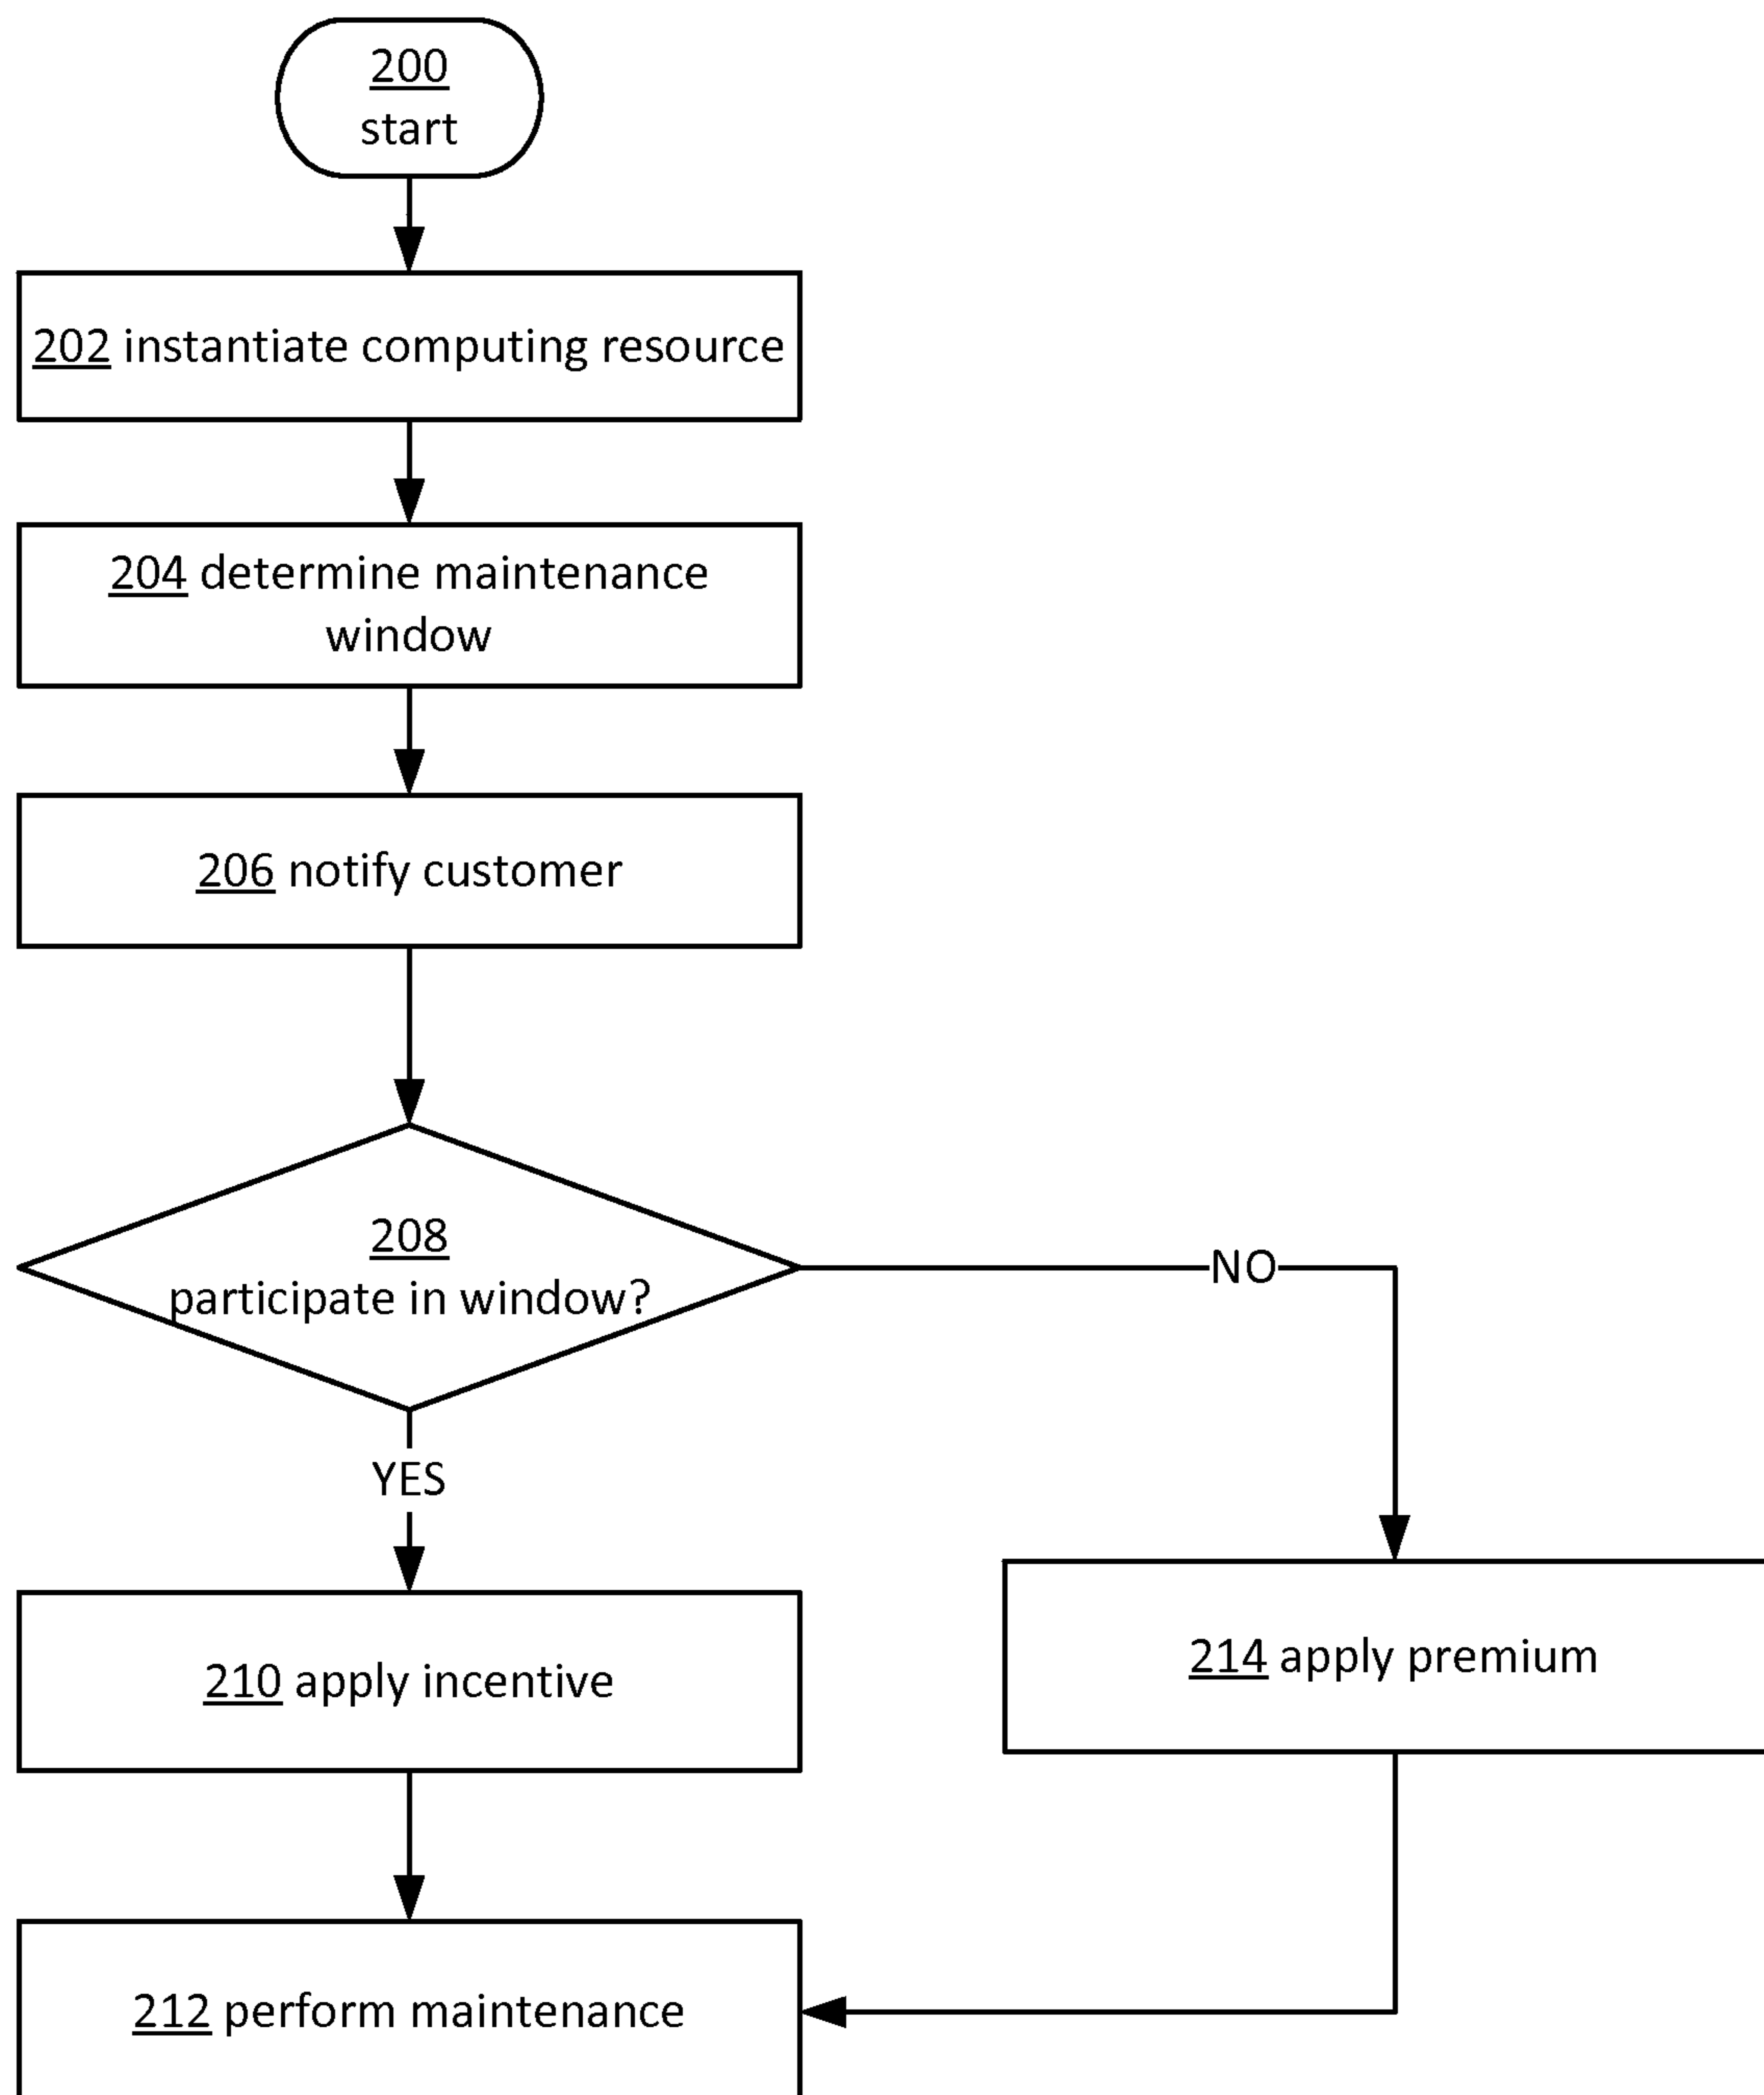 200
start
202 instantiate computing resource
204 determine maintenance
window
206 notify customer
208
participate in window?
NO
YES
210 apply incentive
214 apply premium
212 perform maintenance